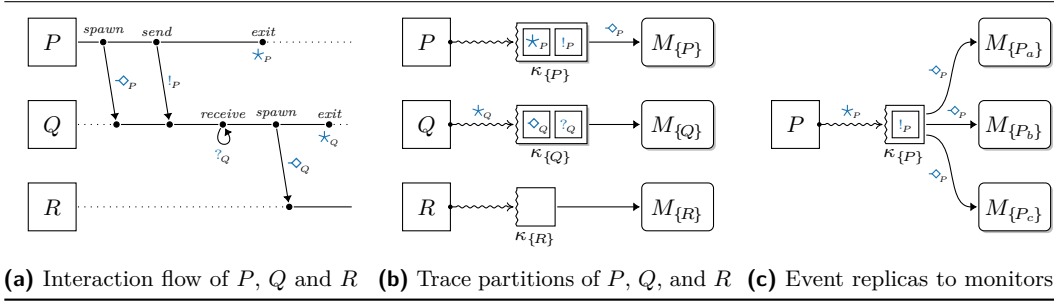 spawn send exit
P
⋆P
⋄P !P
receive spawn exit
Q
?Q ⋆Q
⋄Q
R
(a) Interaction flow of P, Q and R
P ⋆P !P ⋄P M{P}
κ{P}
Q ⋆Q ⋄Q ?Q M{Q}
κ{Q}
R M{R}
κ{R}
(b) Trace partitions of P, Q, and R
M{Pa}
⋄P
P ⋆P !P ⋄P M{Pb}
κ{P}
⋄P
M{Pc}
(c) Event replicas to monitors